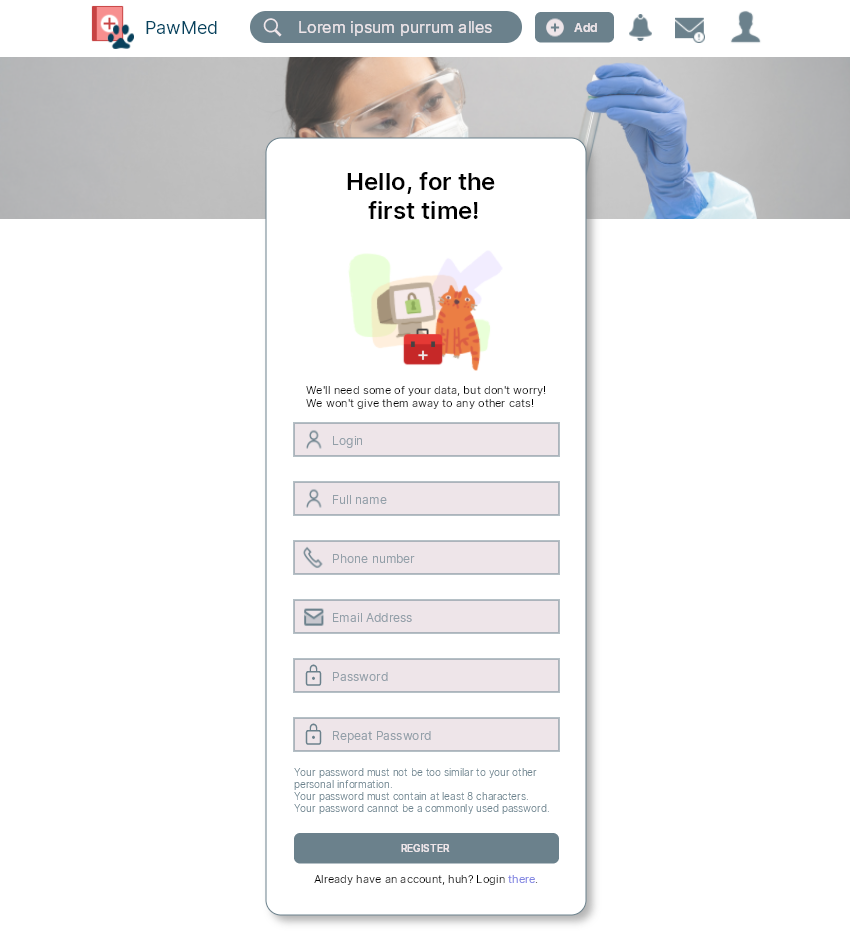 PawMed
Lorem ipsum purrum alles
Add
Hello, for the
first time!
We'll need some of your data, but don't worry!
We won't give them away to any other cats!
Login
Full name
Phone number
Email Address
Password
Repeat Password
Your password must not be too similar to your other
personal information.
Your password must contain at least 8 characters.
Your password cannot be a commonly used password.
REGISTER
Already have an account, huh? Login there.